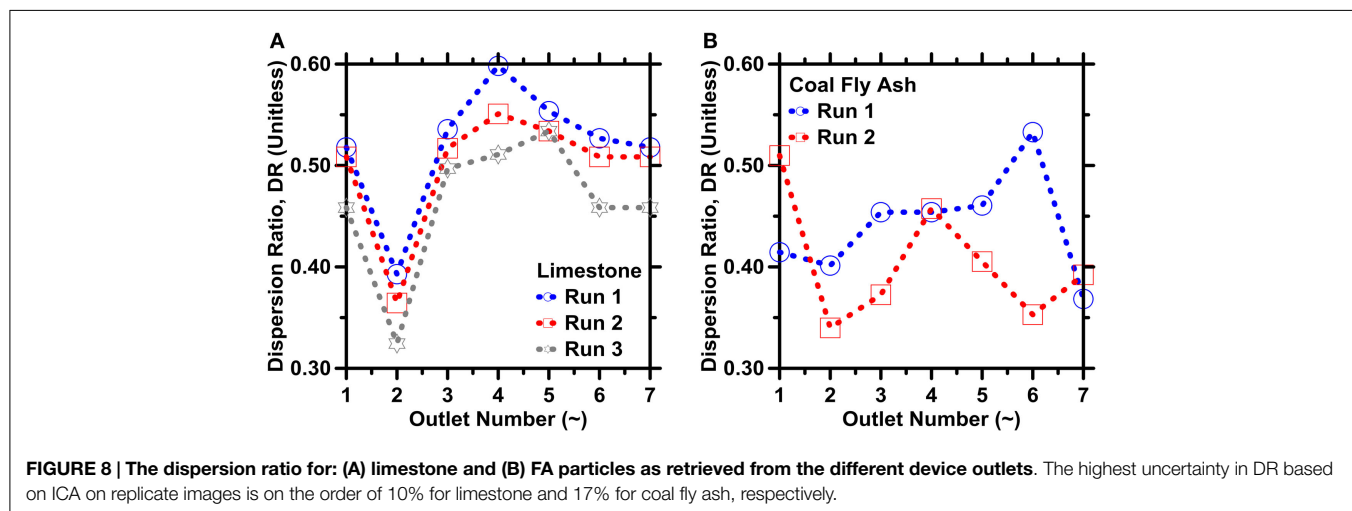 A
Dispersion Ratio, DR (Unitless)
0.60
0.50
0.40
0.30
Limestone
Run 1
Run 2
Run 3
1 2 3 4 5 6 7
Outlet Number (~)
B
Dispersion Ratio, DR (Unitless)
0.60
0.50
0.40
0.30
Coal Fly Ash
Run 1
Run 2
1 2 3 4 5 6 7
Outlet Number (~)
FIGURE 8 | The dispersion ratio for: (A) limestone and (B) FA particles as retrieved from the different device outlets. The highest uncertainty in DR based
on ICA on replicate images is on the order of 10% for limestone and 17% for coal fly ash, respectively.